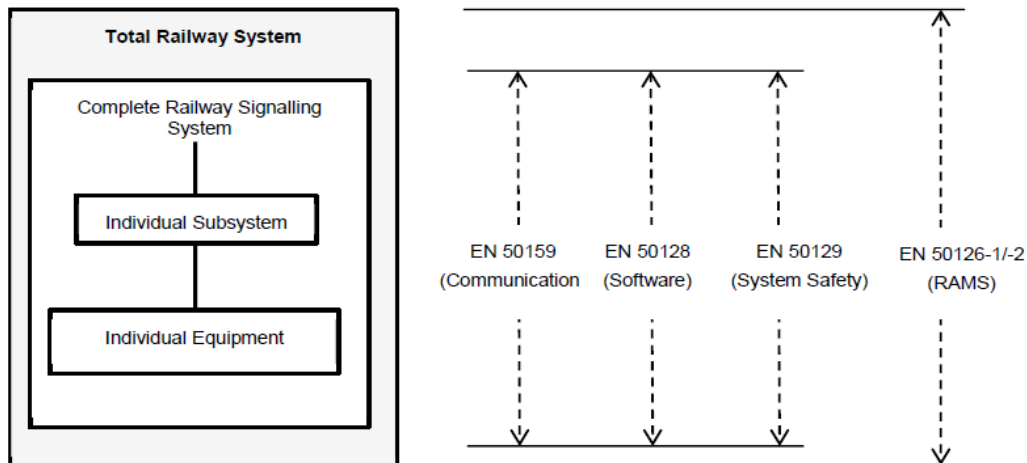 Total Railway System
Complete Railway Signalling
System
Individual Subsystem
Individual Equipment
EN 50159
(Communication
EN 50128
(Software)
EN 50129
(System Safety)
EN 50126-1/-2
(RAMS)